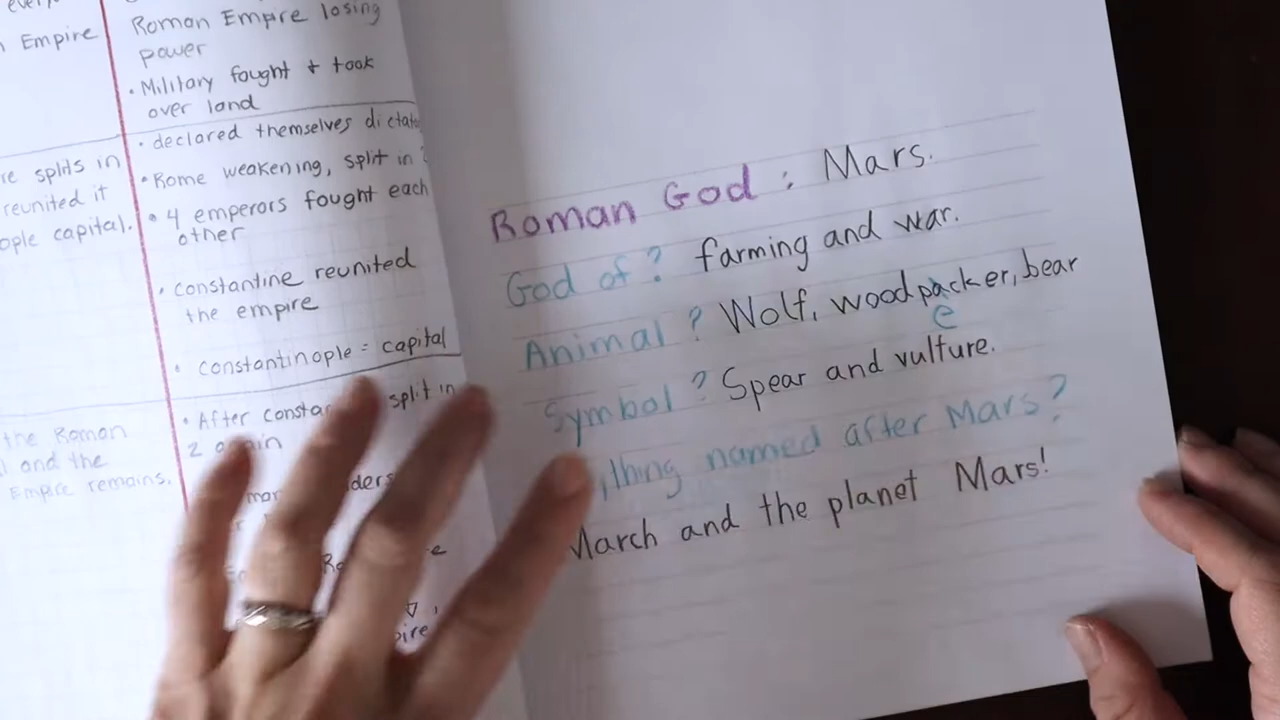 Empire
re splits in
reunited it
ople capital.
the Roman
and the
Empire remains.
Roman Empire losing
power
• Military fought + took
over land
• declared themselves dictato
• Rome weakening, split in 2
• 4 emperors fought each
other
• constantine reunited
the empire
• constantinople = capital
• After consta split in
2
Roman God : Mars.
God of? farming and war.
Animal? Wolf, woodpacker, bear
e
Symbol? Spear and vulture.
thing named after Mars?
March and the planet Mars!